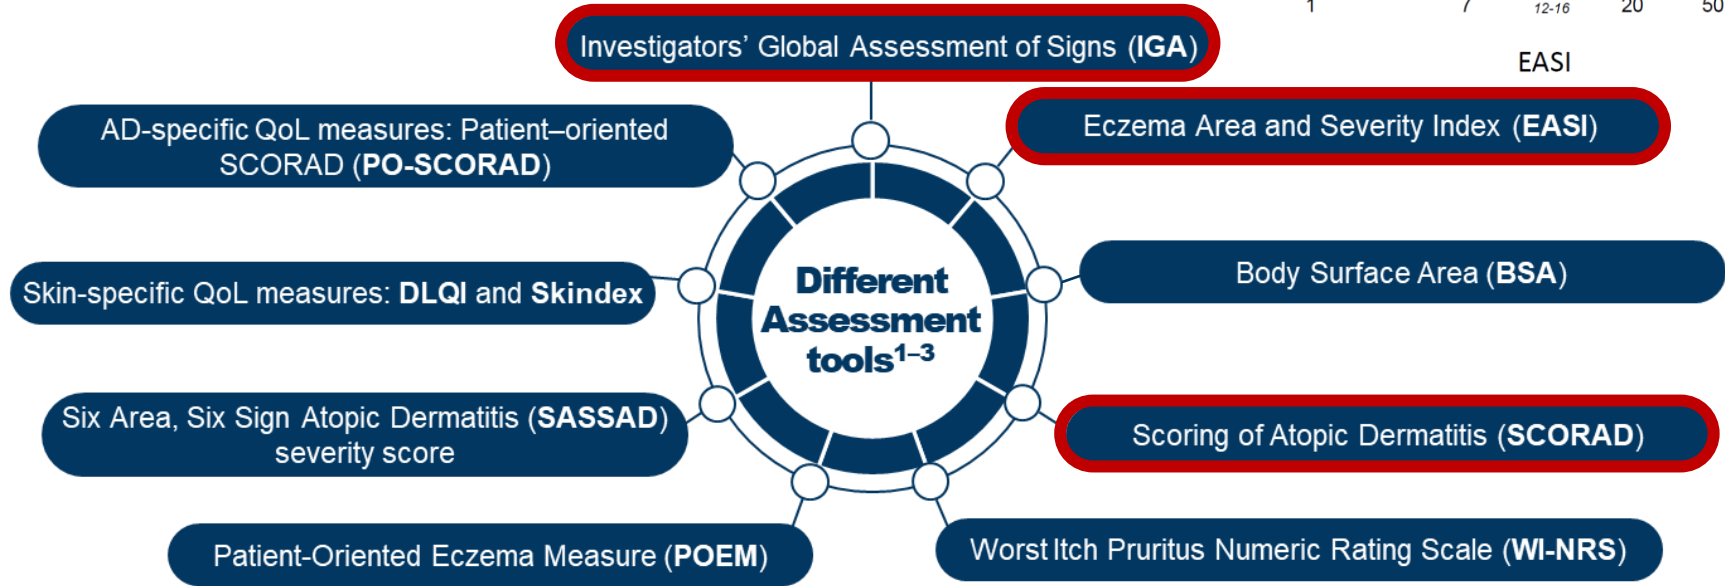 1 7 12-16 20 50
EASI
Investigators’ Global Assessment of Signs (IGA)
Eczema Area and Severity Index (EASI)
AD-specific QoL measures: Patient–oriented
SCORAD (PO-SCORAD)
Body Surface Area (BSA)
Skin-specific QoL measures: DLQI and Skindex
Different
Assessment
tools¹⁻³
Six Area, Six Sign Atopic Dermatitis (SASSAD)
severity score
Scoring of Atopic Dermatitis (SCORAD)
Patient-Oriented Eczema Measure (POEM)
Worst Itch Pruritus Numeric Rating Scale (WI-NRS)